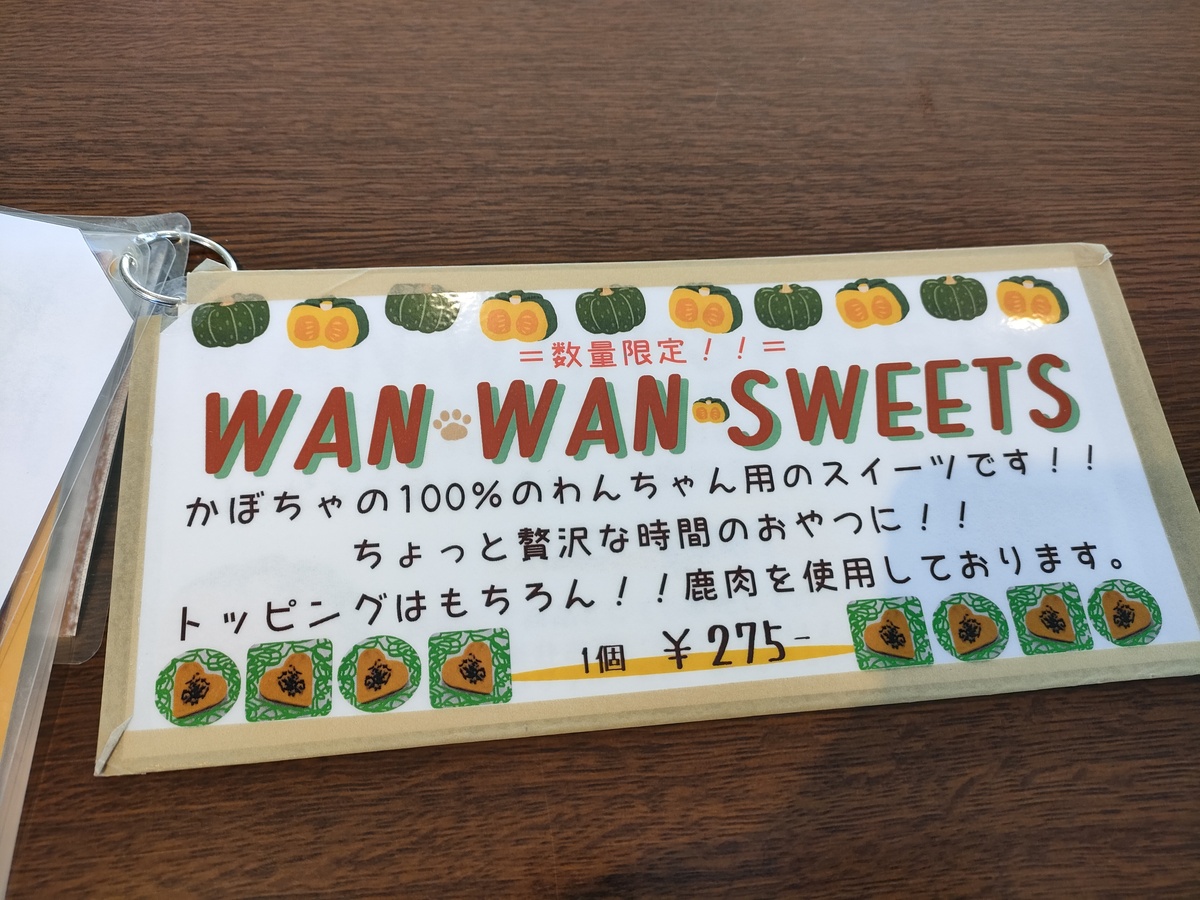 =数量限定!!=
WAN WAN SWEETS
かぼちゃの100%のわんちゃん用のスイーツです!!
ちょっと贅沢な時間のおやつに!!
トッピングはもちろん!!鹿肉を使用しております。
1個 ¥275-